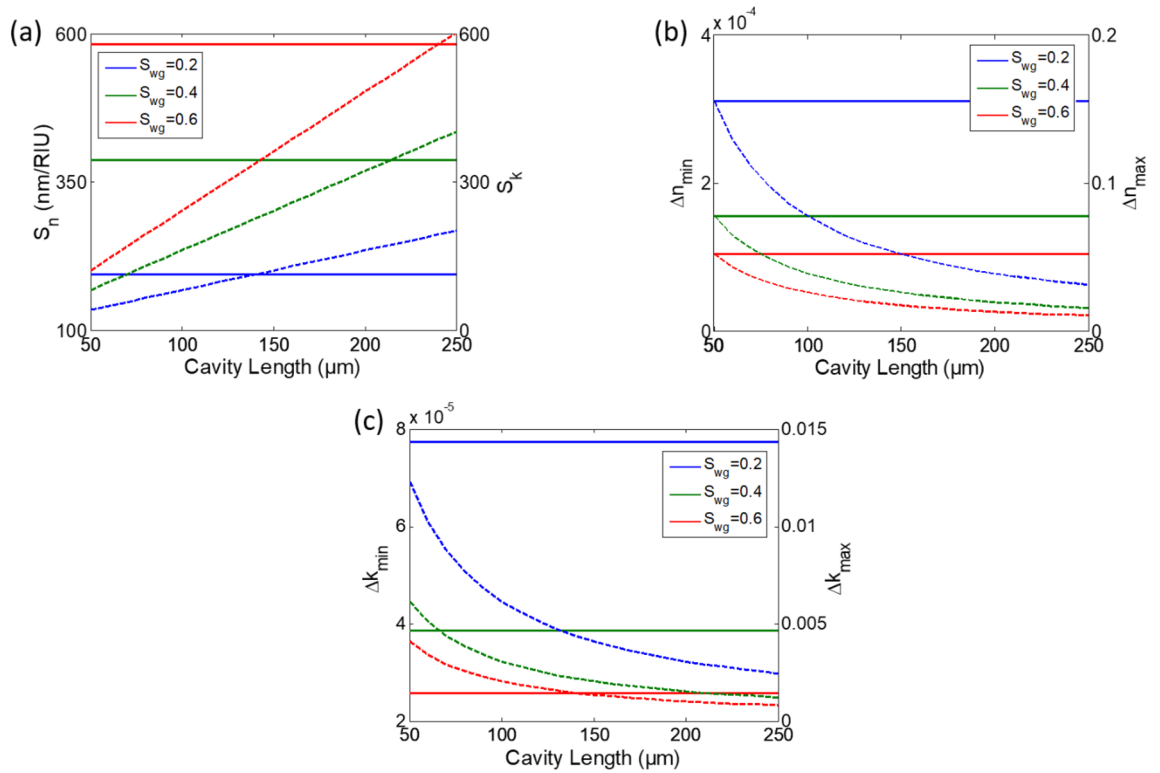 (a)
600
350
100
S_n (nm/RIU)
S_wg=0.2
S_wg=0.4
S_wg=0.6
600
300
0
S_k
50 100 150 200 250
Cavity Length (µm)
(b)
x 10^-4
4
2
0
Δn_min
S_wg=0.2
S_wg=0.4
S_wg=0.6
0.2
0.1
0
Δn_max
50 100 150 200 250
Cavity Length (µm)
(c)
x 10^-5
8
6
4
2
Δk_min
S_wg=0.2
S_wg=0.4
S_wg=0.6
0.015
0.01
0.005
0
Δk_max
50 100 150 200 250
Cavity Length (µm)